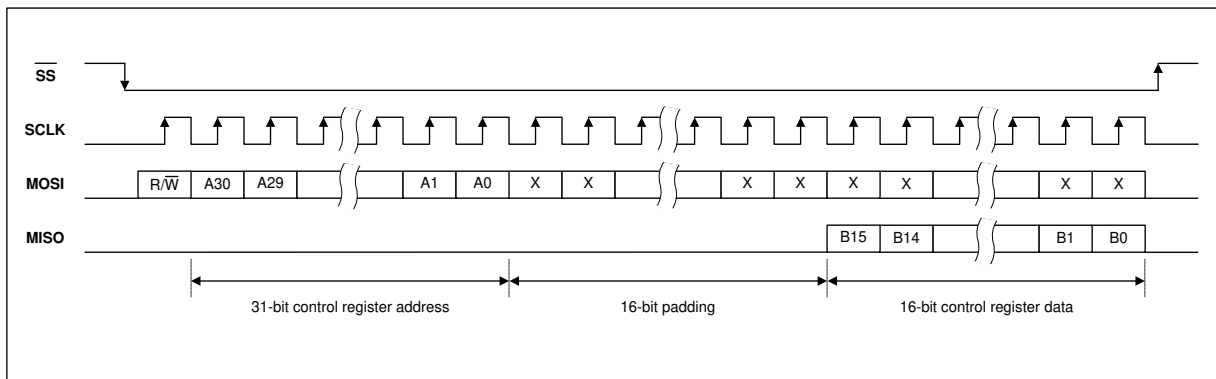 SS
SCLK
MOSI R/W A30 A29 A1 A0 X X X X X X X X
MISO B15 B14 B1 B0
31-bit control register address 16-bit padding 16-bit control register data